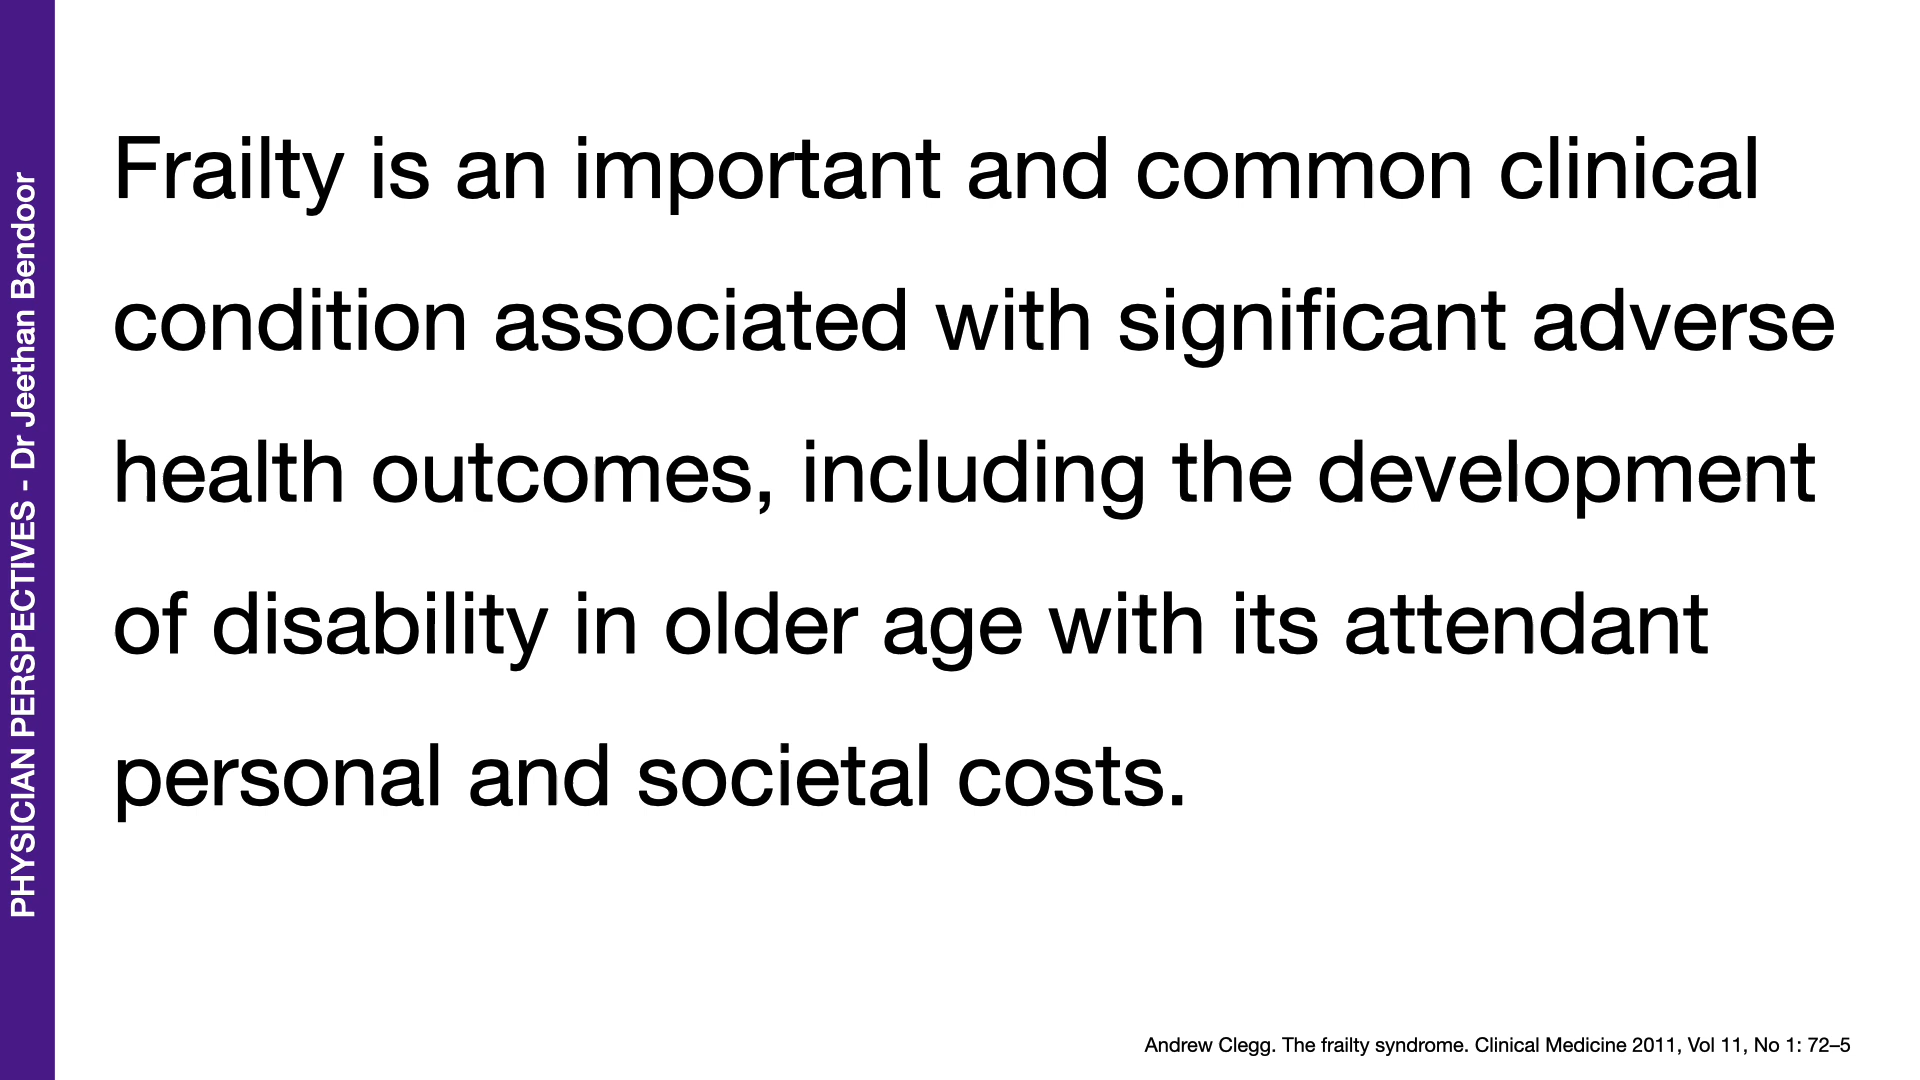 PHYSICIAN PERSPECTIVES - Dr Jeethan Bendoor
Frailty is an important and common clinical
condition associated with significant adverse
health outcomes, including the development
of disability in older age with its attendant
personal and societal costs.
Andrew Clegg. The frailty syndrome. Clinical Medicine 2011, Vol 11, No 1: 72–5